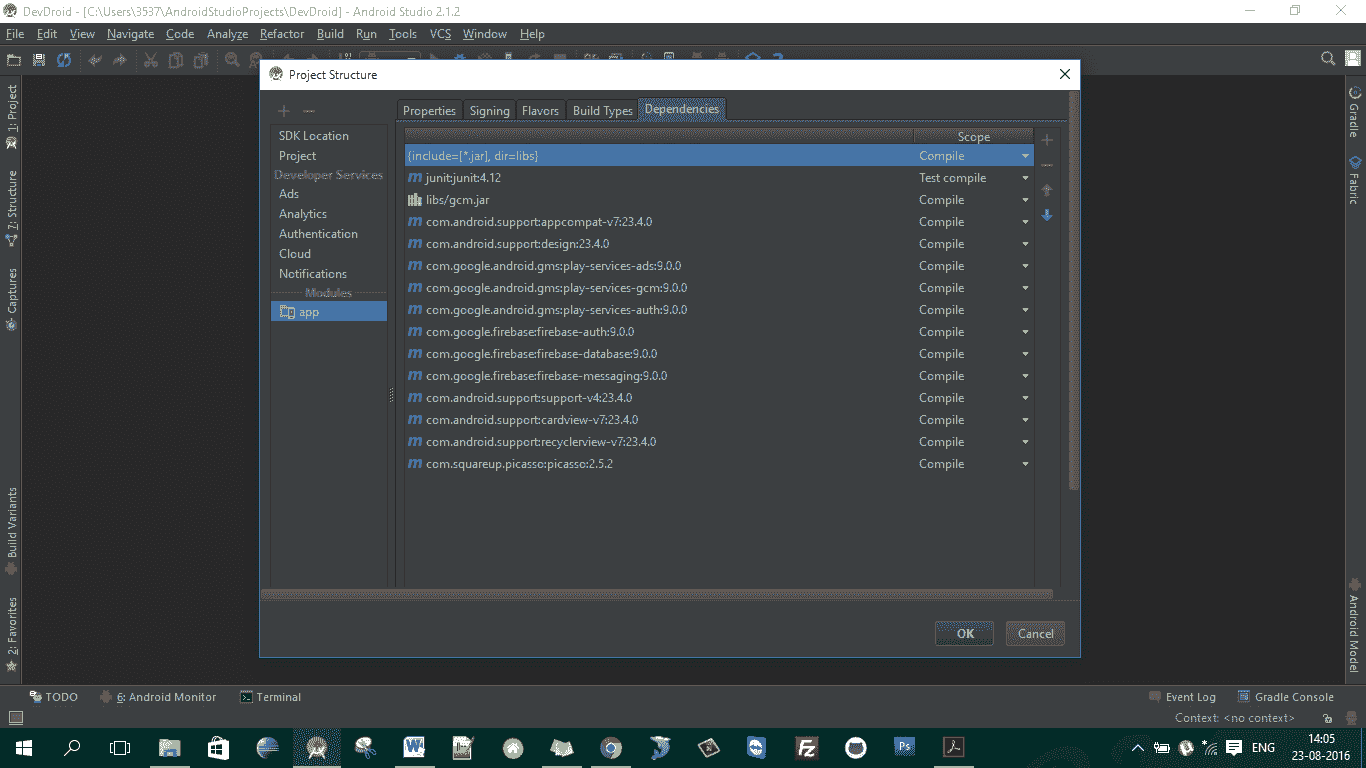 DevDroid - [C:\Users\3537\AndroidStudioProjects\DevDroid] - Android Studio 2.1.2
File Edit View Navigate Code Analyze Refactor Build Run Tools VCS Window Help
Project Structure
1: Project
7: Structure
Captures
Build Variants
2: Favorites
SDK Location
Project
Developer Services
Ads
Analytics
Authentication
Cloud
Notifications
Modules
app
Properties Signing Flavors Build Types Dependencies
Scope
{include=[*.jar], dir=libs} Compile
junit:junit:4.12 Test compile
libs/gcm.jar Compile
com.android.support:appcompat-v7:23.4.0 Compile
com.android.support:design:23.4.0 Compile
com.google.android.gms:play-services-ads:9.0.0 Compile
com.google.android.gms:play-services-gcm:9.0.0 Compile
com.google.android.gms:play-services-auth:9.0.0 Compile
com.google.firebase:firebase-auth:9.0.0 Compile
com.google.firebase:firebase-database:9.0.0 Compile
com.google.firebase:firebase-messaging:9.0.0 Compile
com.android.support:support-v4:23.4.0 Compile
com.android.support:cardview-v7:23.4.0 Compile
com.android.support:recyclerview-v7:23.4.0 Compile
com.squareup.picasso:picasso:2.5.2 Compile
OK Cancel
Gradle
Fabric
Android Model
TODO 6: Android Monitor Terminal Event Log Gradle Console
Context: <no context>
W Fz Ps
ENG
14:05
23-08-2016